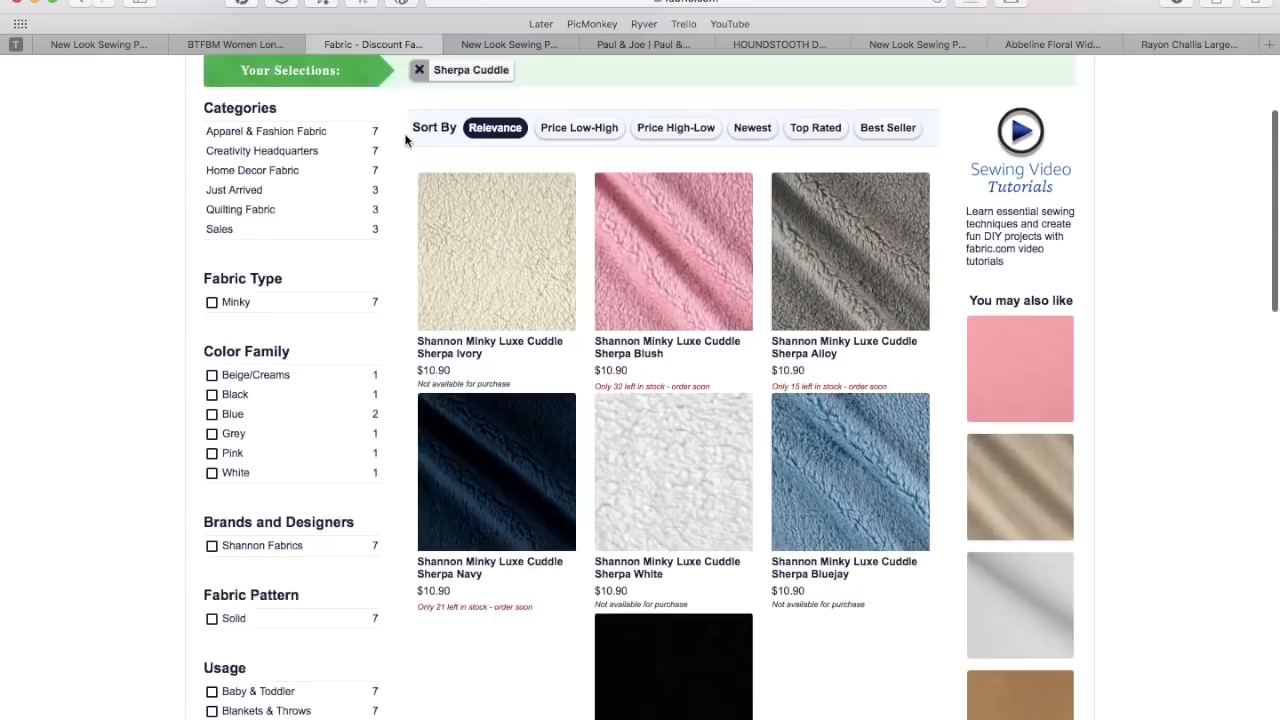 Later PicMonkey Ryver Trello YouTube
T New Look Sewing P... BTFBM Women Lon... Fabric - Discount Fa... New Look Sewing P... Paul & Joe | Paul &... HOUNDSTOOTH D... New Look Sewing P... Abbeline Floral Wid... Rayon Challis Large... +
Your Selections: Sherpa Cuddle
Categories
Apparel & Fashion Fabric 7
Creativity Headquarters 7
Home Decor Fabric 7
Just Arrived 3
Quilting Fabric 3
Sales 3
Fabric Type
Minky 7
Color Family
Beige/Creams 1
Black 1
Blue 2
Grey 1
Pink 1
White 1
Brands and Designers
Shannon Fabrics 7
Fabric Pattern
Solid 7
Usage
Baby & Toddler 7
Blankets & Throws 7
Sort By Relevance Price Low-High Price High-Low Newest Top Rated Best Seller
Shannon Minky Luxe Cuddle
Sherpa Ivory
$10.90
Not available for purchase
Shannon Minky Luxe Cuddle
Sherpa Blush
$10.90
Only 32 left in stock - order soon
Shannon Minky Luxe Cuddle
Sherpa Alloy
$10.90
Only 15 left in stock - order soon
Shannon Minky Luxe Cuddle
Sherpa Navy
$10.90
Only 21 left in stock - order soon
Shannon Minky Luxe Cuddle
Sherpa White
$10.90
Not available for purchase
Shannon Minky Luxe Cuddle
Sherpa Bluejay
$10.90
Not available for purchase
Sewing Video
Tutorials
Learn essential sewing
techniques and create
fun DIY projects with
fabric.com video
tutorials
You may also like